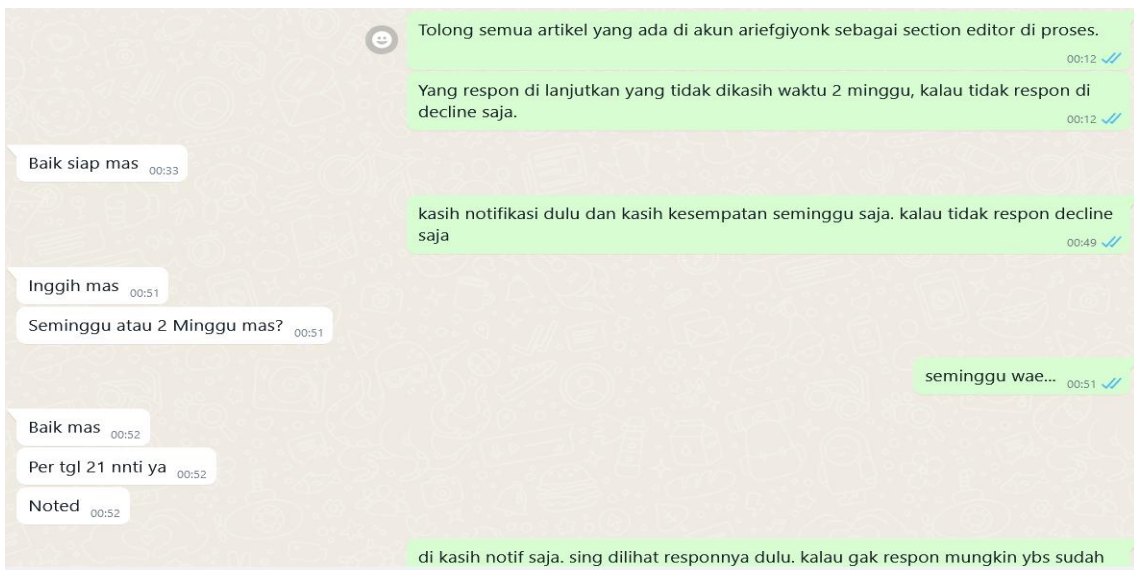 Tolong semua artikel yang ada di akun ariefgiyonk sebagai section editor di proses.
00:12
Yang respon di lanjutkan yang tidak dikasih waktu 2 minggu, kalau tidak respon di
decline saja.
00:12
Baik siap mas 00:33
kasih notifikasi dulu dan kasih kesempatan seminggu saja. kalau tidak respon decline
saja
00:49
Inggih mas 00:51
Seminggu atau 2 Minggu mas? 00:51
seminggu wae... 00:51
Baik mas 00:52
Per tgl 21 nnti ya 00:52
Noted 00:52
di kasih notif saja. sing dilihat responnya dulu. kalau gak respon mungkin ybs sudah